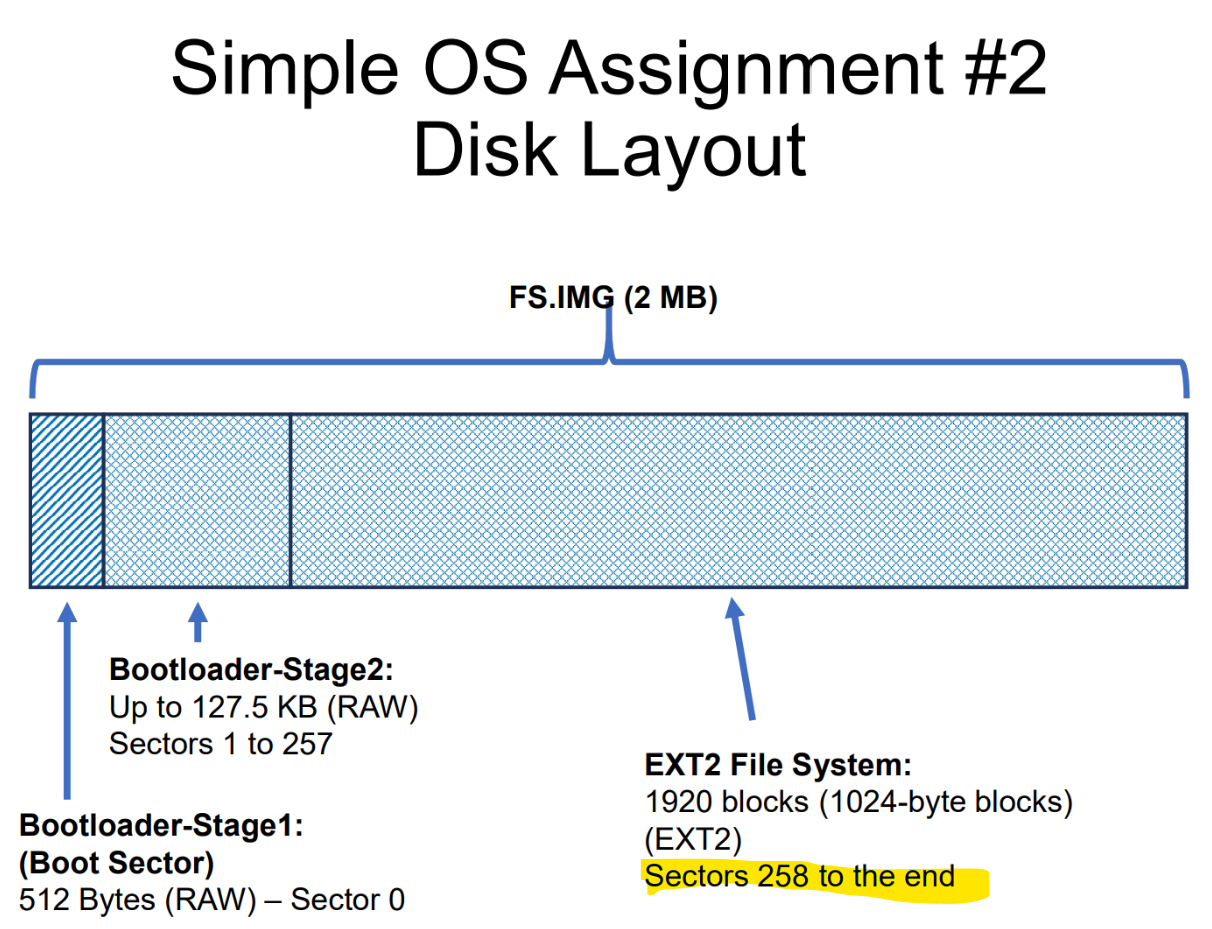 Simple OS Assignment #2
Disk Layout
FS.IMG (2 MB)
Bootloader-Stage2:
Up to 127.5 KB (RAW)
Sectors 1 to 257
Bootloader-Stage1:
(Boot Sector)
512 Bytes (RAW) – Sector 0
EXT2 File System:
1920 blocks (1024-byte blocks)
(EXT2)
Sectors 258 to the end